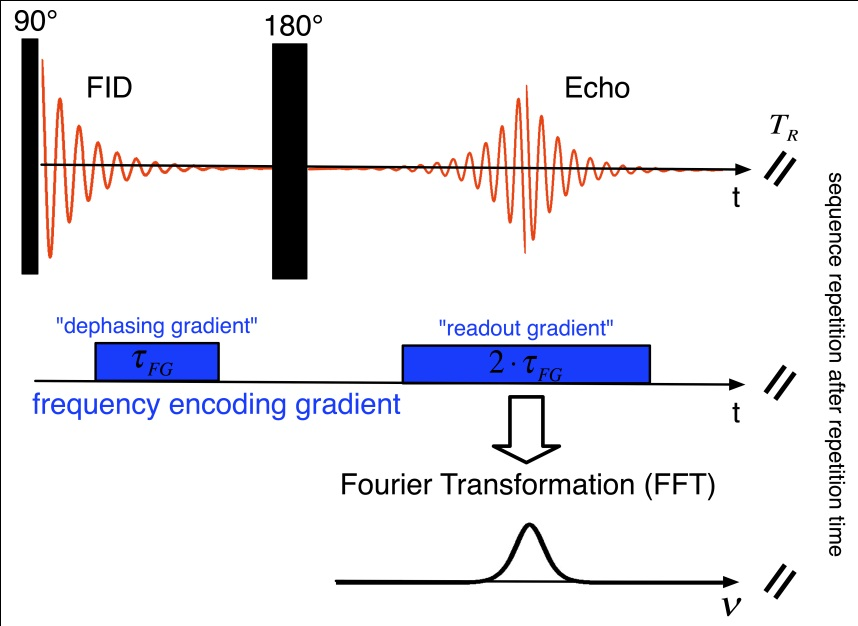 90°
180°
FID
Echo
T_R
t
"dephasing gradient"
"readout gradient"
τ_FG
2 · τ_FG
frequency encoding gradient
t
Fourier Transformation (FFT)
ν
sequence repetition after repetition time